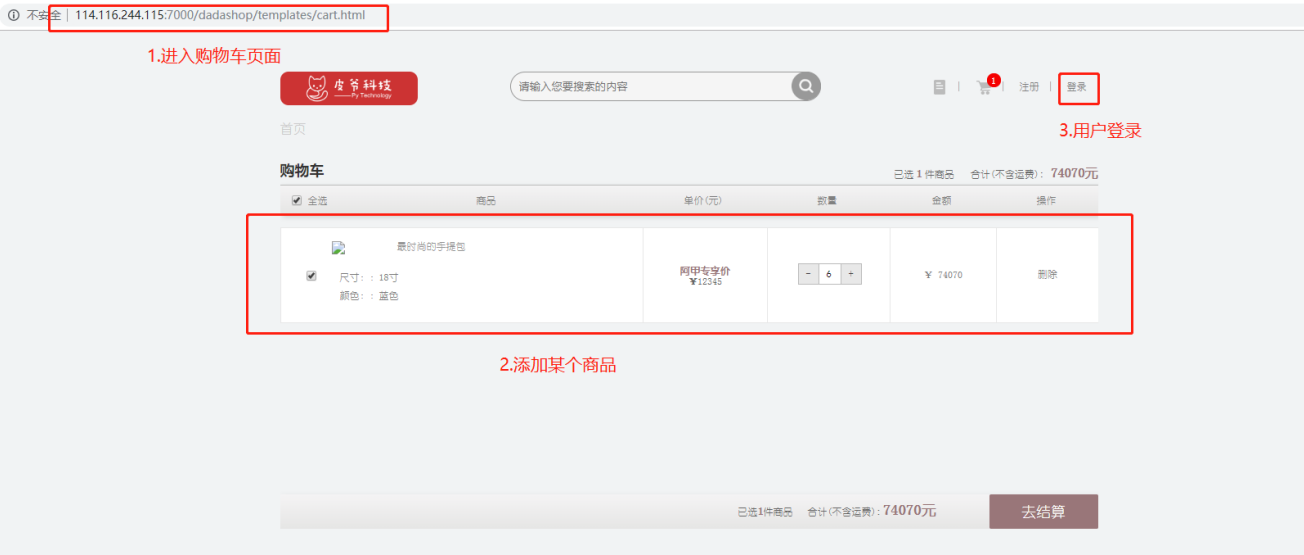 不安全 | 114.116.244.115:7000/dadashop/templates/cart.html
1.进入购物车页面
皮爷科技
Py Technology
请输入您要搜索的内容
1
注册
登录
首页
3.用户登录
购物车
已选 1 件商品 合计(不含运费): 74070元
全选 商品 单价(元) 数量 金额 操作
最时尚的手提包
尺寸: : 18寸
颜色: : 蓝色
阿甲专享价
¥12345
- 6 +
¥ 74070
删除
2.添加某个商品
已选1件商品 合计(不含运费): 74070元
去结算